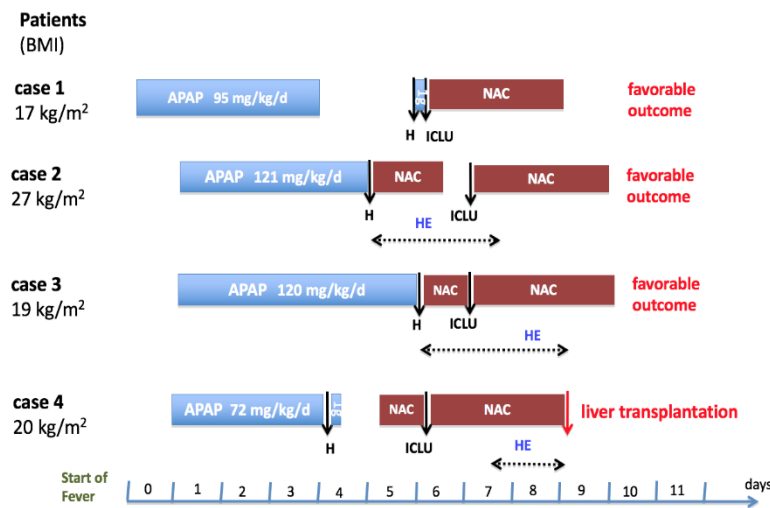 Patients
(BMI)
case 1
17 kg/m²
APAP 95 mg/kg/d
NAC
favorable
outcome
H
ICLU
case 2
27 kg/m²
APAP 121 mg/kg/d
NAC
NAC
favorable
outcome
H
ICLU
HE
case 3
19 kg/m²
APAP 120 mg/kg/d
NAC
NAC
favorable
outcome
H
ICLU
HE
case 4
20 kg/m²
APAP 72 mg/kg/d
NAC
NAC
liver transplantation
H
ICLU
HE
Start of
Fever
0 1 2 3 4 5 6 7 8 9 10 11
days